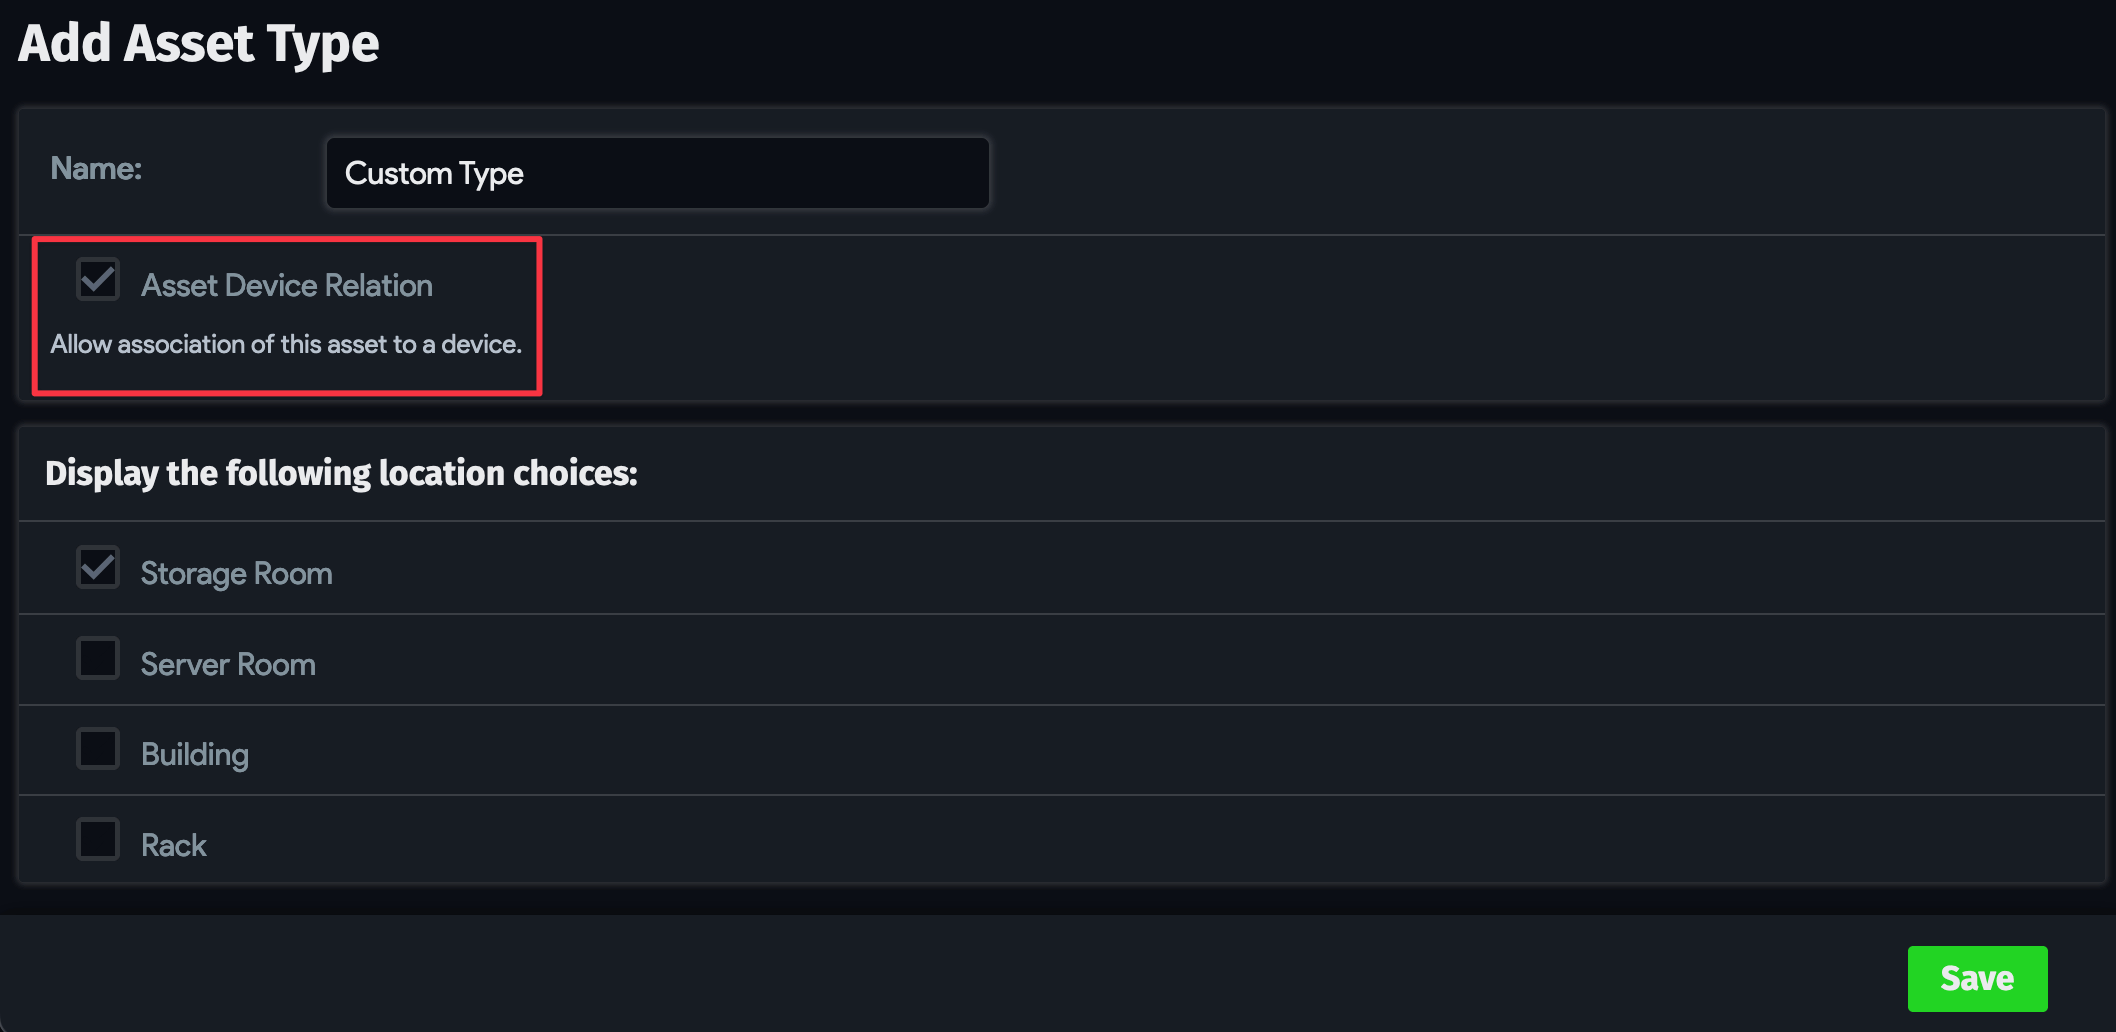 Add Asset Type
Name:
Custom Type
Asset Device Relation
Allow association of this asset to a device.
Display the following location choices:
Storage Room
Server Room
Building
Rack
Save